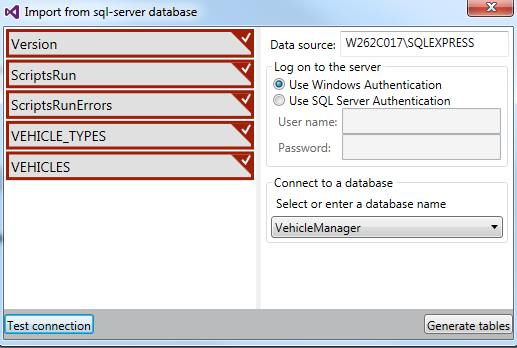 Import from sql-server database
Version
ScriptsRun
ScriptsRunErrors
VEHICLE_TYPES
VEHICLES
Data source: W262C017\SQLEXPRESS
Log on to the server
Use Windows Authentication
Use SQL Server Authentication
User name:
Password:
Connect to a database
Select or enter a database name
VehicleManager
Test connection
Generate tables